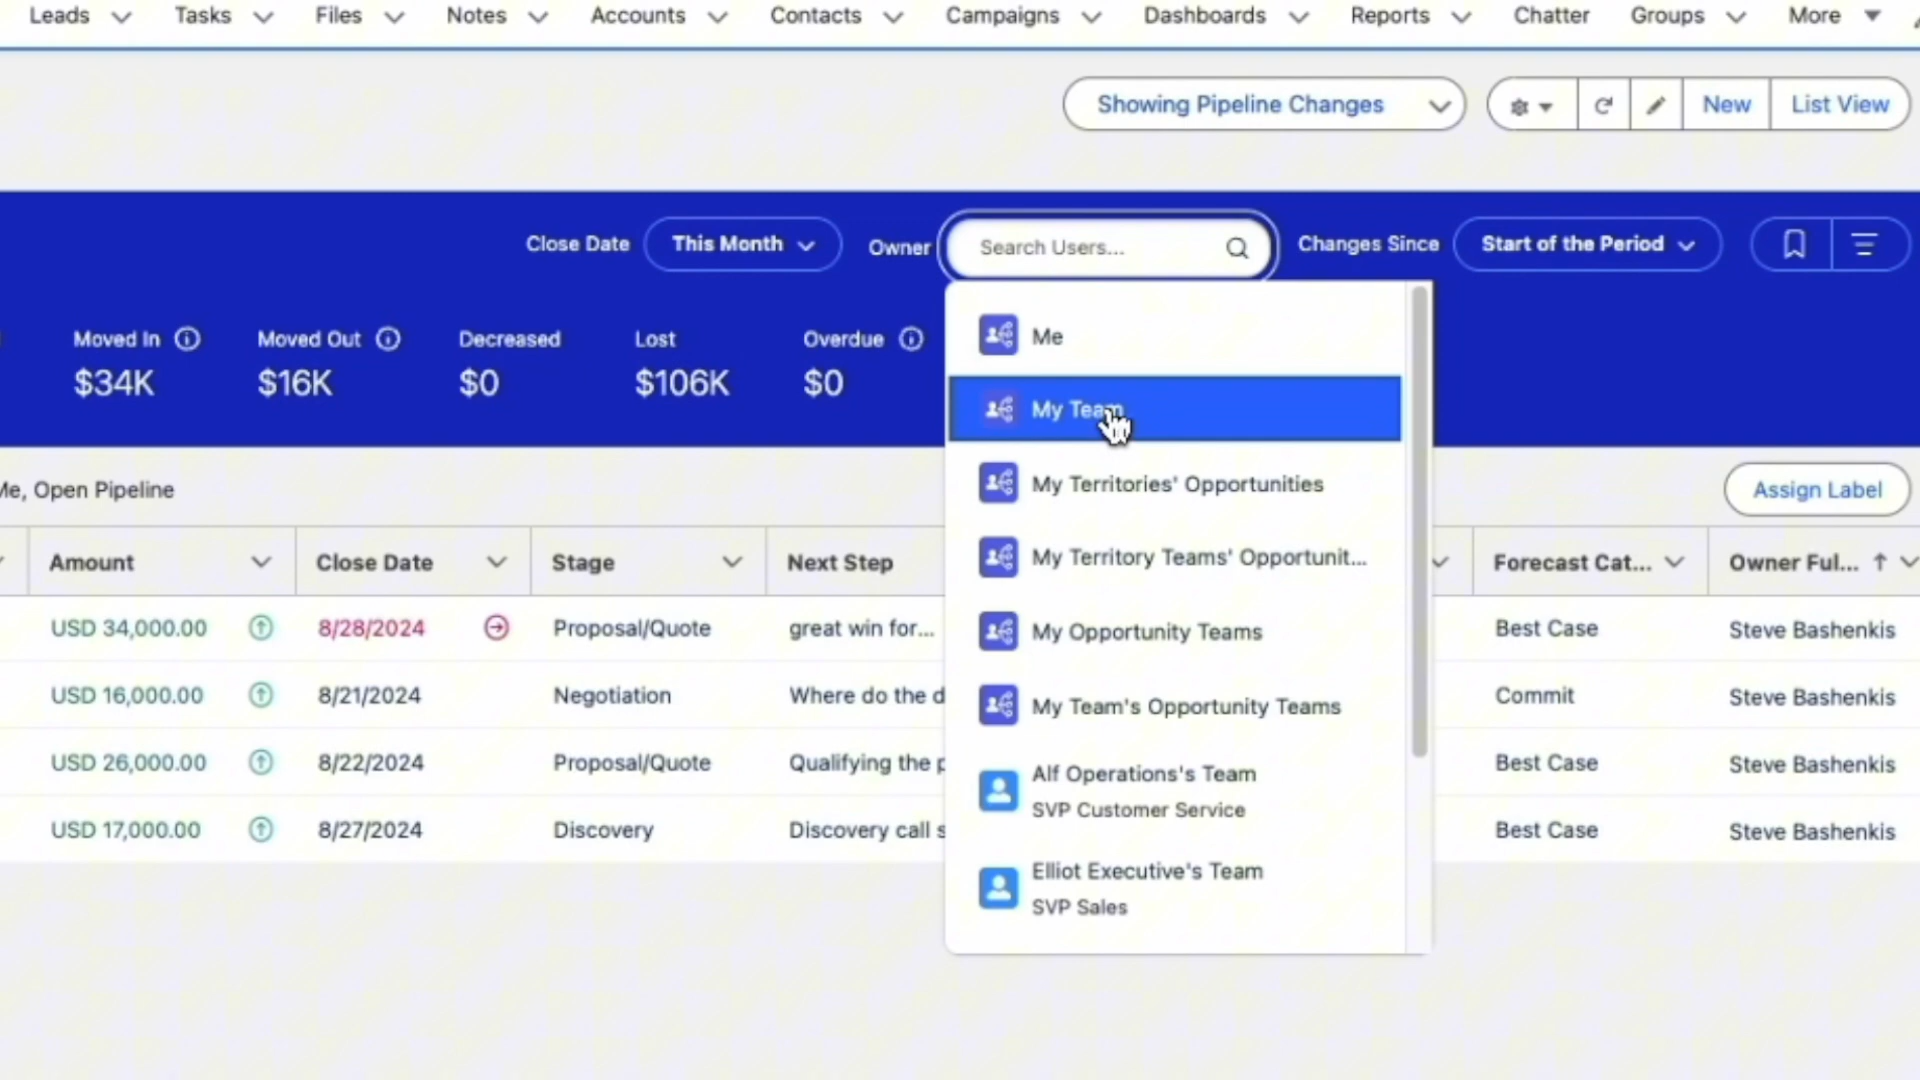 Leads Tasks Files Notes Accounts Contacts Campaigns Dashboards Reports Chatter Groups More
Showing Pipeline Changes New List View
Close Date This Month Owner Search Users... Changes Since Start of the Period
Moved In Moved Out Decreased Lost Overdue
$34K $16K $0 $106K $0
Me
My Team
My Territories' Opportunities
My Territory Teams' Opportunit...
My Opportunity Teams
My Team's Opportunity Teams
Alf Operations's Team
SVP Customer Service
Elliot Executive's Team
SVP Sales
Me, Open Pipeline Assign Label
Amount Close Date Stage Next Step Forecast Cat... Owner Ful...
USD 34,000.00 8/28/2024 Proposal/Quote great win for... Best Case Steve Bashenkis
USD 16,000.00 8/21/2024 Negotiation Where do the d Commit Steve Bashenkis
USD 26,000.00 8/22/2024 Proposal/Quote Qualifying the p Best Case Steve Bashenkis
USD 17,000.00 8/27/2024 Discovery Discovery call s Best Case Steve Bashenkis